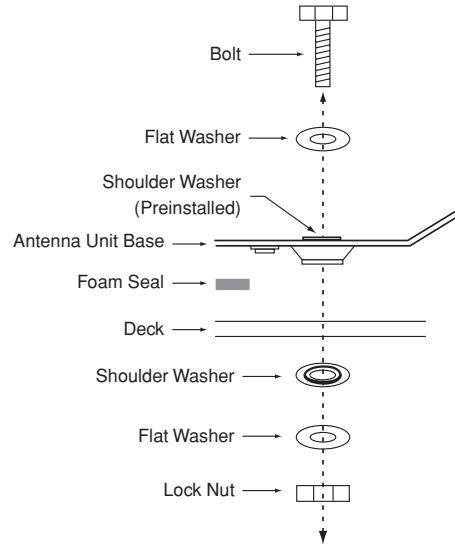 Bolt
Flat Washer
Shoulder Washer
(Preinstalled)
Antenna Unit Base
Foam Seal
Deck
Shoulder Washer
Flat Washer
Lock Nut